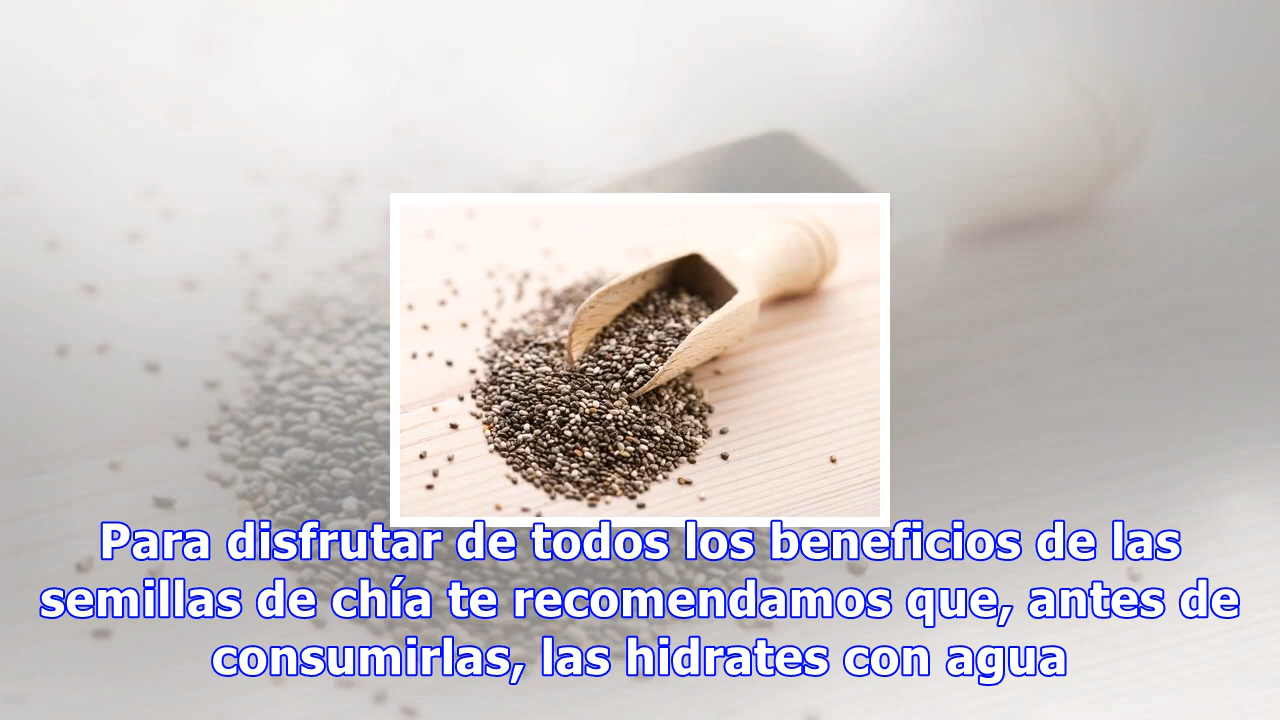 Para disfrutar de todos los beneficios de las
semillas de chía te recomendamos que, antes de
consumirlas, las hidrates con agua